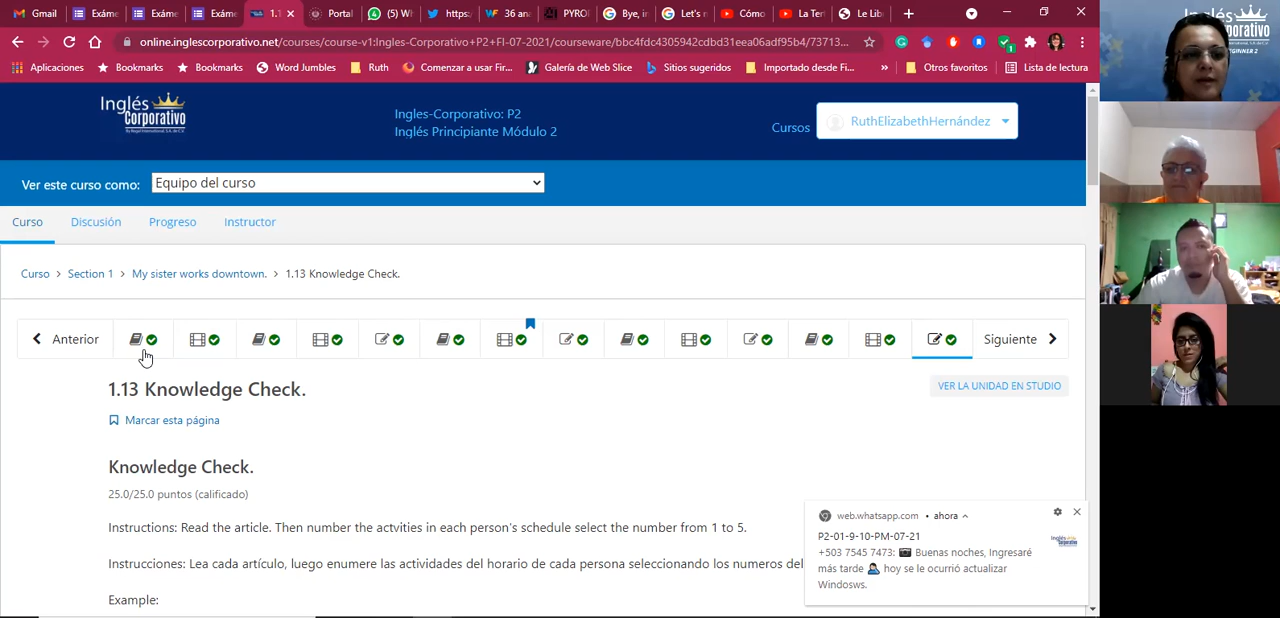 Gmail
Exáme
Exáme
Exáme
1.1
Portal
(5) Wh
https:
36 ana
PYROL
Bye, in
Let's n
Cómo
La Ter
Le Lib
online.inglescorporativo.net/courses/course-v1:Ingles-Corporativo+P2+FI-07-2021/courseware/bbc4fdc4305942cdbd31eea06adf95b4/73713...
Aplicaciones
Bookmarks
Bookmarks
Word Jumbles
Ruth
Comenzar a usar Fir...
Galería de Web Slice
Sitios sugeridos
Importado desde Fi...
»
Otros favoritos
Lista de lectura
Inglés
Corporativo
Ingles-Corporativo: P2
Inglés Principiante Módulo 2
Cursos
RuthElizabethHernández
Ver este curso como:
Equipo del curso
Curso
Discusión
Progreso
Instructor
Curso > Section 1 > My sister works downtown. > 1.13 Knowledge Check.
Anterior
Siguiente
1.13 Knowledge Check.
VER LA UNIDAD EN STUDIO
Marcar esta página
Knowledge Check.
25.0/25.0 puntos (calificado)
Instructions: Read the article. Then number the actvities in each person's schedule select the number from 1 to 5.
Instrucciones: Lea cada artículo, luego enumere las actividades del horario de cada persona seleccionando los numeros del
Example:
web.whatsapp.com • ahora
P2-01-9-10-PM-07-21
+503 7545 7473: 📷 Buenas noches, Ingresaré
más tarde 🤷 hoy se le ocurrió actualizar
Windosws.